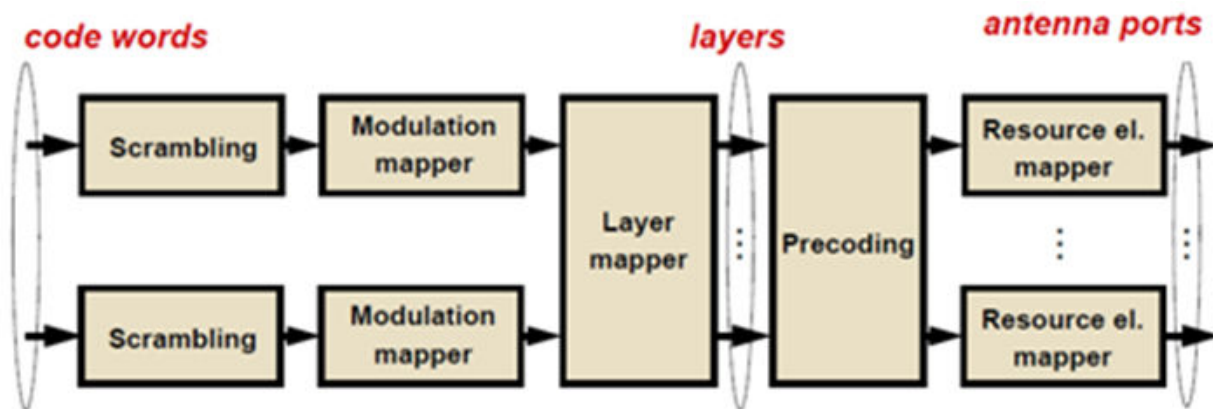 code words
layers
antenna ports
Scrambling
Modulation
mapper
Layer
mapper
Precoding
Resource el.
mapper
Scrambling
Modulation
mapper
Resource el.
mapper